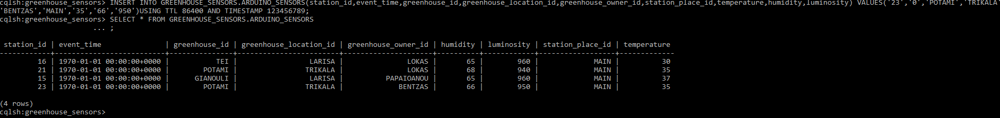 cqlsh:greenhouse_sensors> INSERT INTO GREENHOUSE_SENSORS.ARDUINO_SENSORS(station_id,event_time,greenhouse_id,greenhouse_location_id,greenhouse_owner_id,station_place_id,temperature,humidity,luminosity) VALUES('23','0','POTAMI','TRIKALA'
'BENTZAS','MAIN','35','66','950')USING TTL 86400 AND TIMESTAMP 123456789;
cqlsh:greenhouse_sensors> SELECT * FROM GREENHOUSE_SENSORS.ARDUINO_SENSORS
... ;
station_id | event_time | greenhouse_id | greenhouse_location_id | greenhouse_owner_id | humidity | luminosity | station_place_id | temperature
------------+--------------------------+---------------+------------------------+---------------------+----------+------------+------------------+-------------
16 | 1970-01-01 00:00:00+0000 | TEI | LARISA | LOKAS | 65 | 960 | MAIN | 30
21 | 1970-01-01 00:00:00+0000 | POTAMI | TRIKALA | LOKAS | 68 | 940 | MAIN | 35
15 | 1970-01-01 00:00:00+0000 | GIANOULI | LARISA | PAPAIOANOU | 65 | 960 | MAIN | 37
23 | 1970-01-01 00:00:00+0000 | POTAMI | TRIKALA | BENTZAS | 66 | 950 | MAIN | 35
(4 rows)
cqlsh:greenhouse_sensors>